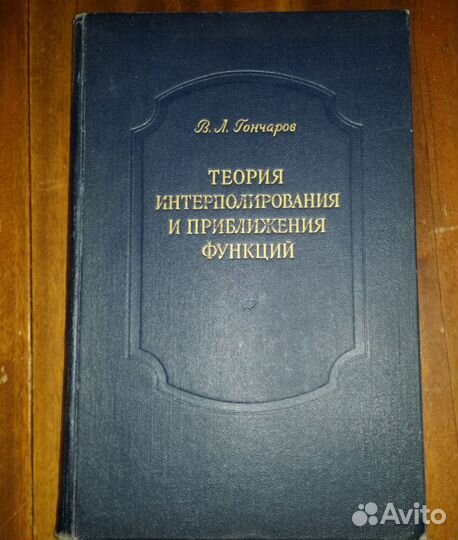 В. Л. Гончаров
ТЕОРИЯ
ИНТЕРПОЛИРОВАНИЯ
И ПРИБЛИЖЕНИЯ
ФУНКЦИЙ
Avito